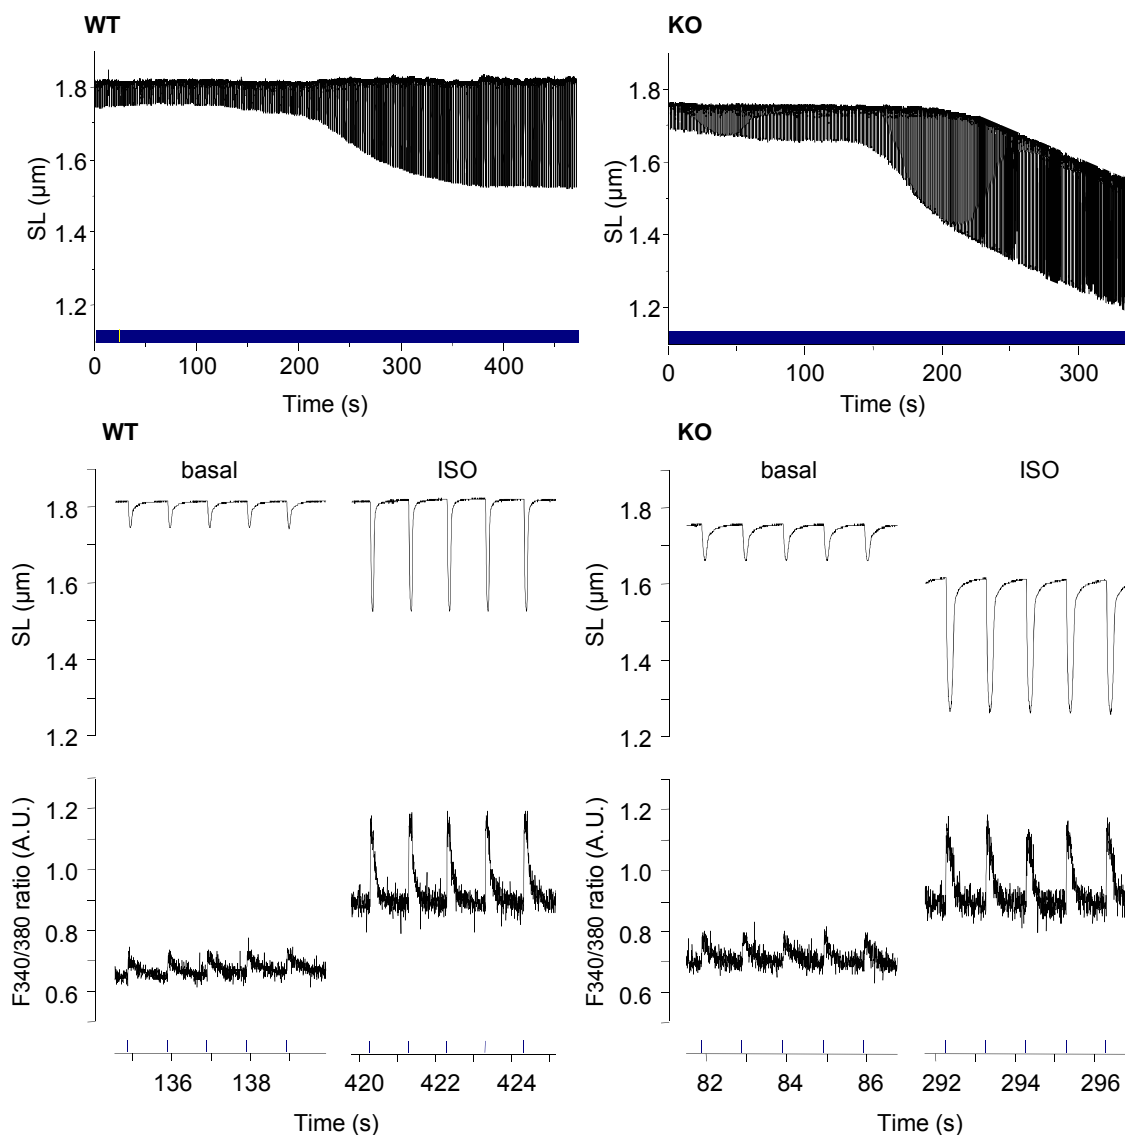 WT
KO
SL (µm)
1.8
1.6
1.4
1.2
0 100 200 300 400
Time (s)
SL (µm)
1.8
1.6
1.4
1.2
0 100 200 300
Time (s)
WT
KO
basal ISO
basal ISO
SL (µm)
1.8
1.6
1.4
1.2
SL (µm)
1.8
1.6
1.4
1.2
F340/380 ratio (A.U.)
1.2
1.0
0.8
0.6
136 138 420 422 424
Time (s)
F340/380 ratio (A.U.)
1.2
1.0
0.8
0.6
82 84 86 292 294 296
Time (s)